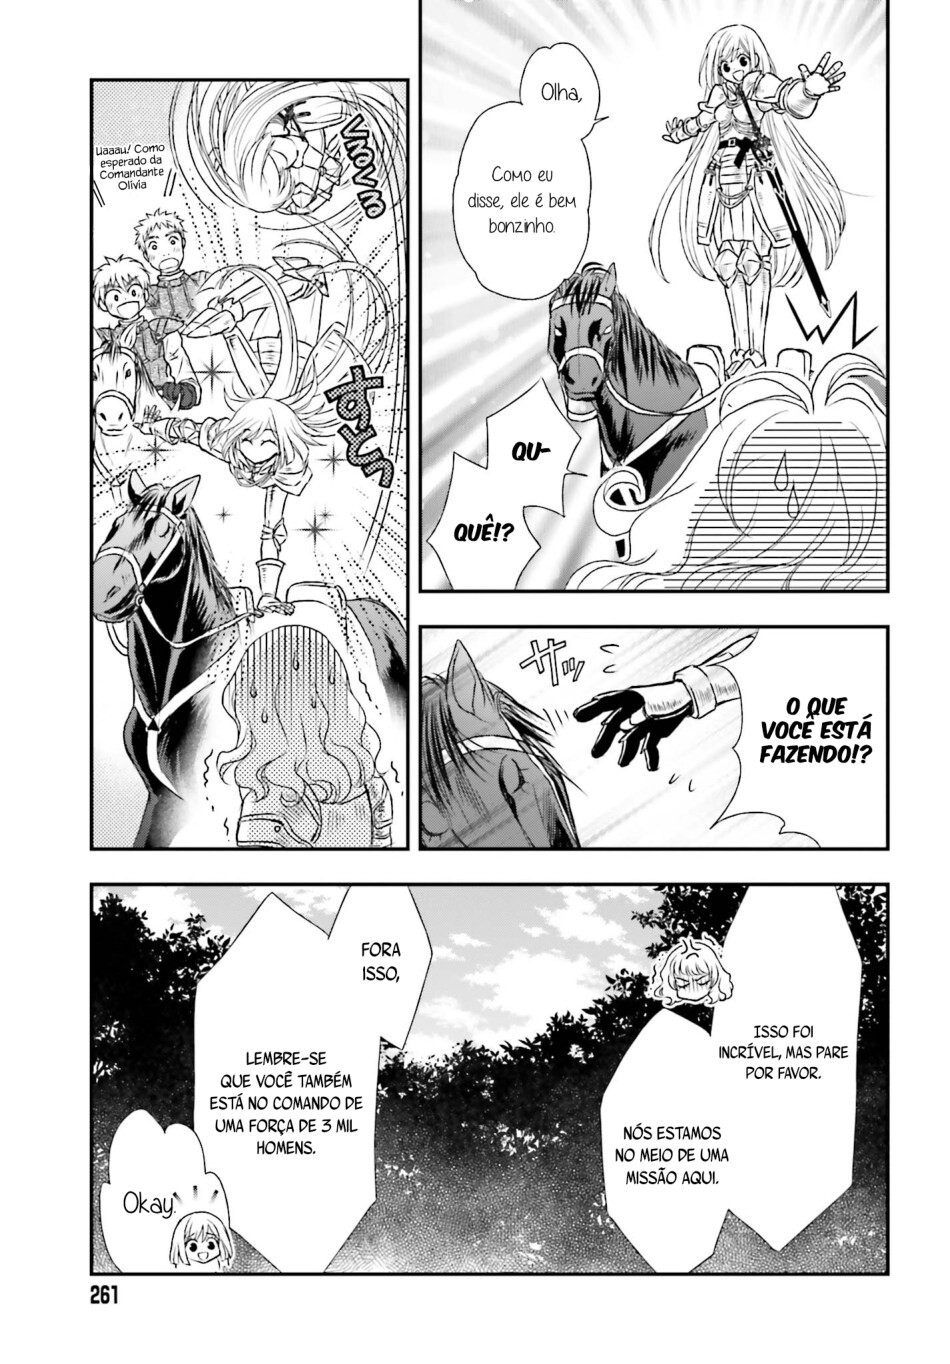 Olha,
Como eu
disse, ele é bem
bonzinho.
QU-
QUÊ!?
Uaaau! Como
esperado da
Comandante
Olivia
O QUE
VOCÊ ESTÁ
FAZENDO!?
ISSO FOI
INCRÍVEL, MAS PARE
POR FAVOR.
NÓS ESTAMOS
NO MEIO DE UMA
MISSÃO AQUI.
FORA
ISSO,
LEMBRE-SE
QUE VOCÊ TAMBÉM
ESTÁ NO COMANDO DE
UMA FORÇA DE 3 MIL
HOMENS.
Okay.
261